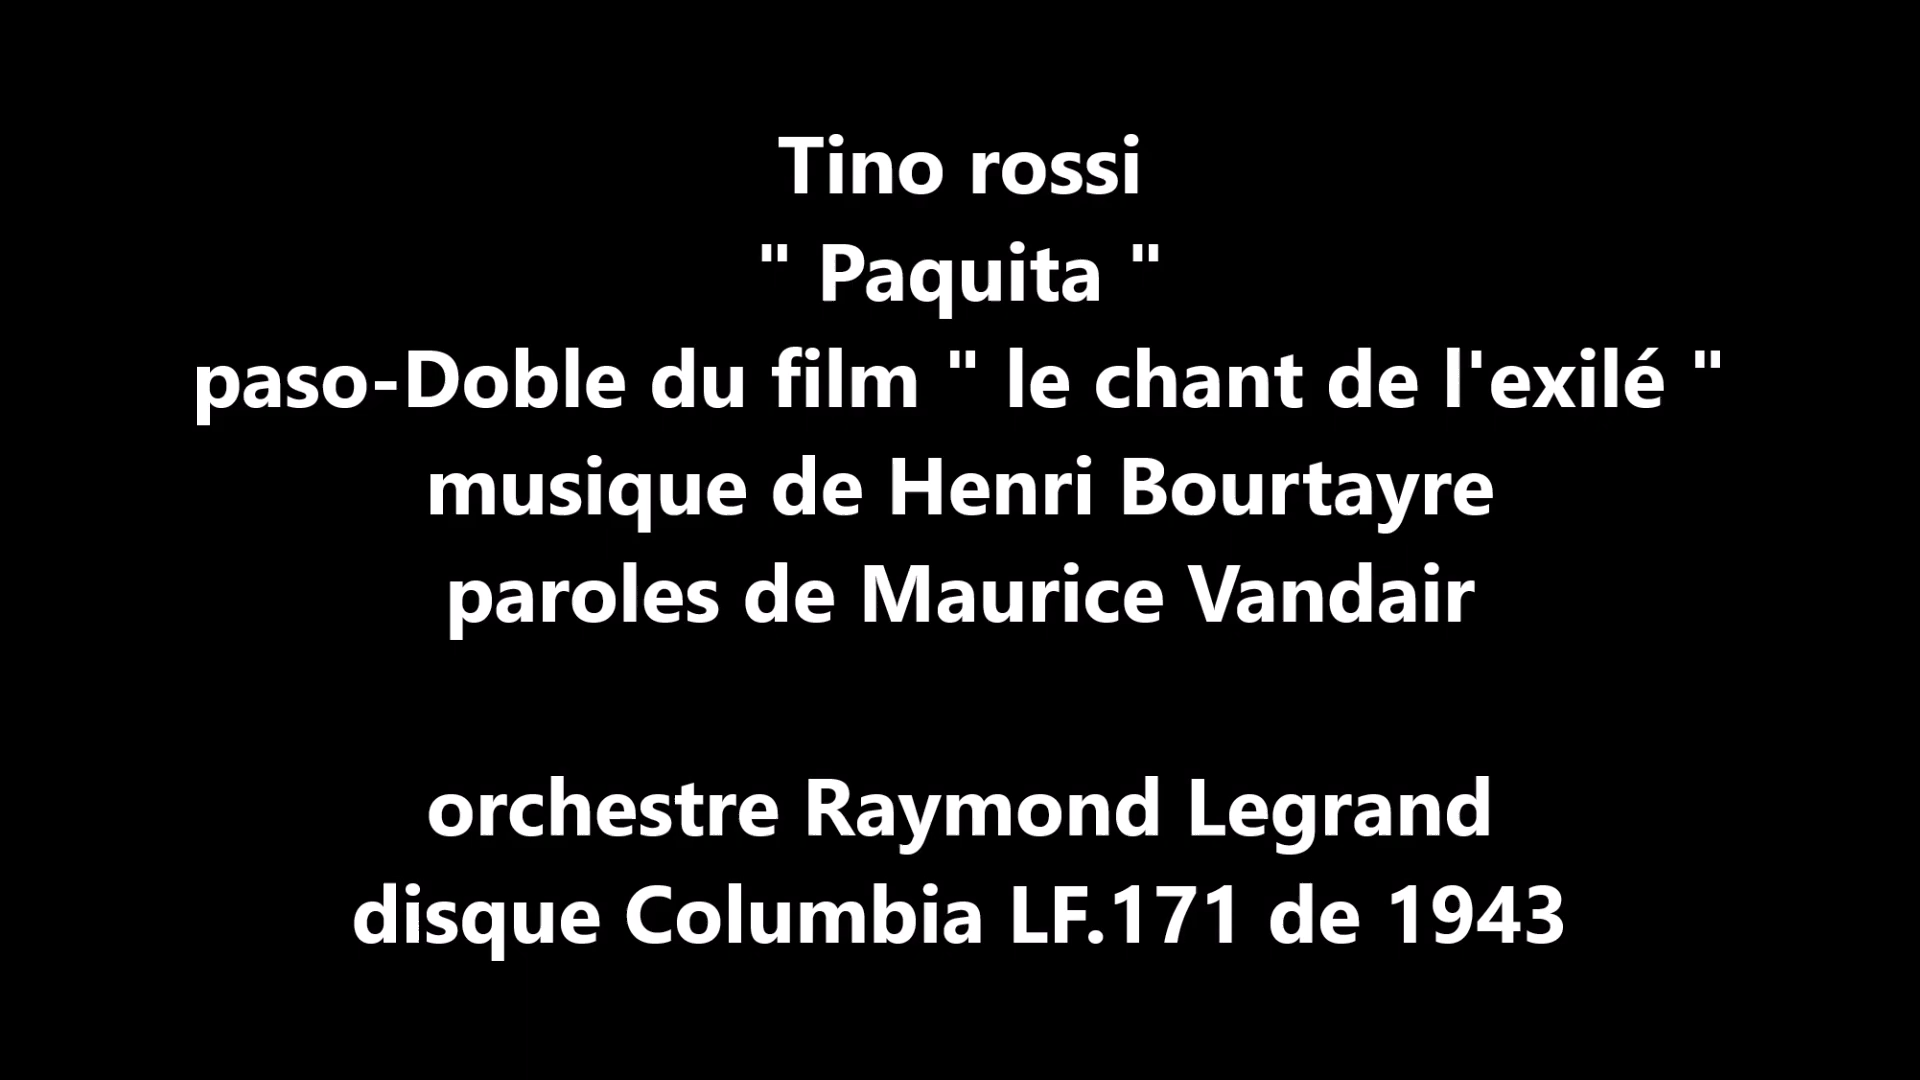 Tino rossi
" Paquita "
paso-Doble du film " le chant de l'exilé "
musique de Henri Bourtayre
paroles de Maurice Vandair
orchestre Raymond Legrand
disque Columbia LF.171 de 1943